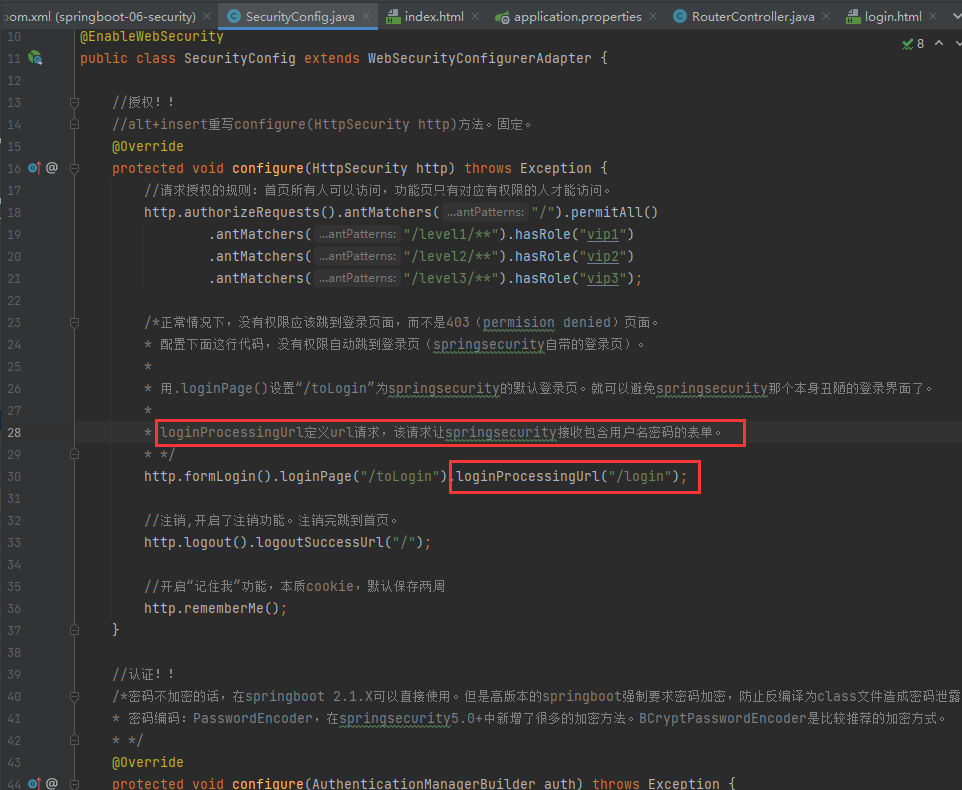 pom.xml (springboot-06-security) SecurityConfig.java index.html application.properties RouterController.java login.html
10 @EnableWebSecurity
11 public class SecurityConfig extends WebSecurityConfigurerAdapter { 8
12
13 //授权！！
14 //alt+insert重写configure(HttpSecurity http)方法。固定。
15 @Override
16 @ protected void configure(HttpSecurity http) throws Exception {
17 //请求授权的规则：首页所有人可以访问，功能页只有对应有权限的人才能访问。
18 http.authorizeRequests().antMatchers( ...antPatterns: "/").permitAll()
19 .antMatchers( ...antPatterns: "/level1/**").hasRole("vip1")
20 .antMatchers( ...antPatterns: "/level2/**").hasRole("vip2")
21 .antMatchers( ...antPatterns: "/level3/**").hasRole("vip3");
22
23 /*正常情况下，没有权限应该跳到登录页面，而不是403（permision denied）页面。
24 * 配置下面这行代码，没有权限自动跳到登录页（springsecurity自带的登录页）。
25 *
26 * 用.loginPage()设置“/toLogin”为springsecurity的默认登录页。就可以避免springsecurity那个本身丑陋的登录界面了。
27 *
28 * loginProcessingUrl定义url请求，该请求让springsecurity接收包含用户名密码的表单。
29 * */
30 http.formLogin().loginPage("/toLogin").loginProcessingUrl("/login");
31
32 //注销,开启了注销功能。注销完跳到首页。
33 http.logout().logoutSuccessUrl("/");
34
35 //开启“记住我”功能，本质cookie，默认保存两周
36 http.rememberMe();
37 }
38
39 //认证！！
40 /*密码不加密的话，在springboot 2.1.X可以直接使用。但是高版本的springboot强制要求密码加密，防止反编译为class文件造成密码泄露
41 * 密码编码：PasswordEncoder，在springsecurity5.0+中新增了很多的加密方法。BCryptPasswordEncoder是比较推荐的加密方式。
42 * */
43 @Override
44 @ protected void configure(AuthenticationManagerBuilder auth) throws Exception {